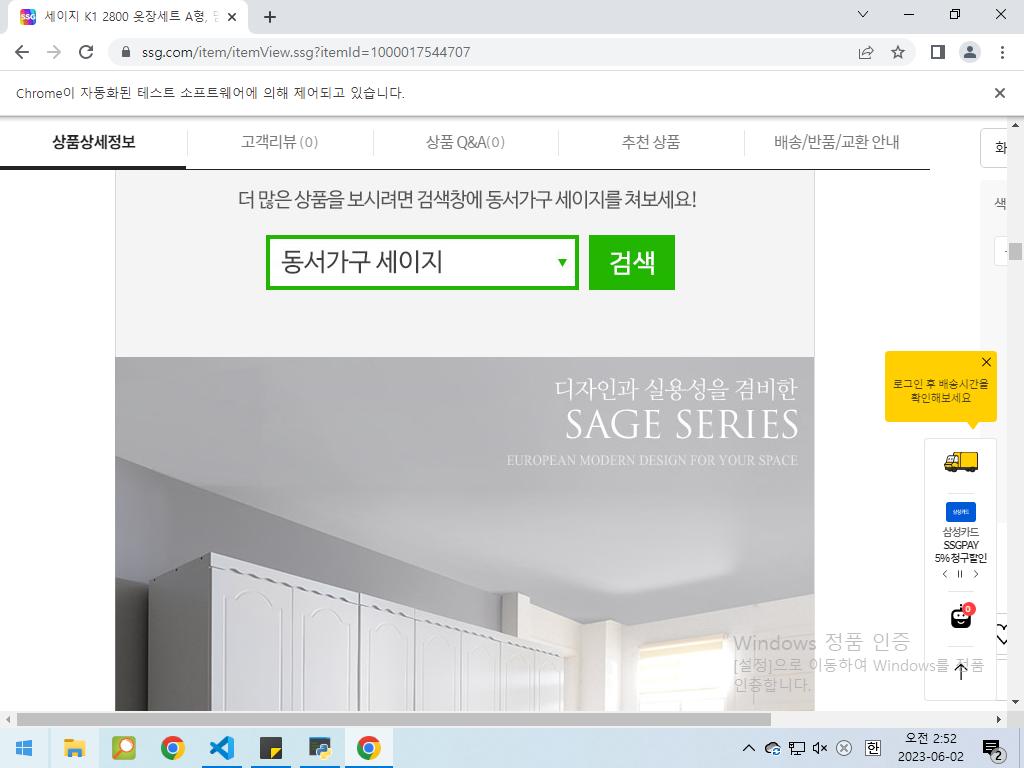 세이지 K1 2800 옷장세트 A형,
ssg.com/item/itemView.ssg?itemId=1000017544707
Chrome이 자동화된 테스트 소프트웨어에 의해 제어되고 있습니다.
상품상세정보
고객리뷰 (0)
상품 Q&A(0)
추천 상품
배송/반품/교환 안내
화
색
더 많은 상품을 보시려면 검색창에 동서가구 세이지를 쳐보세요!
동서가구 세이지
검색
디자인과 실용성을 겸비한
SAGE SERIES
EUROPEAN MODERN DESIGN FOR YOUR SPACE
로그인 후 배송시간을
확인해보세요
삼성카드
삼성카드
SSGPAY
5% 청구할인
0
Windows 정품 인증
[설정]으로 이동하여 Windows를 정품
인증합니다.
한
오전 2:52
2023-06-02
2